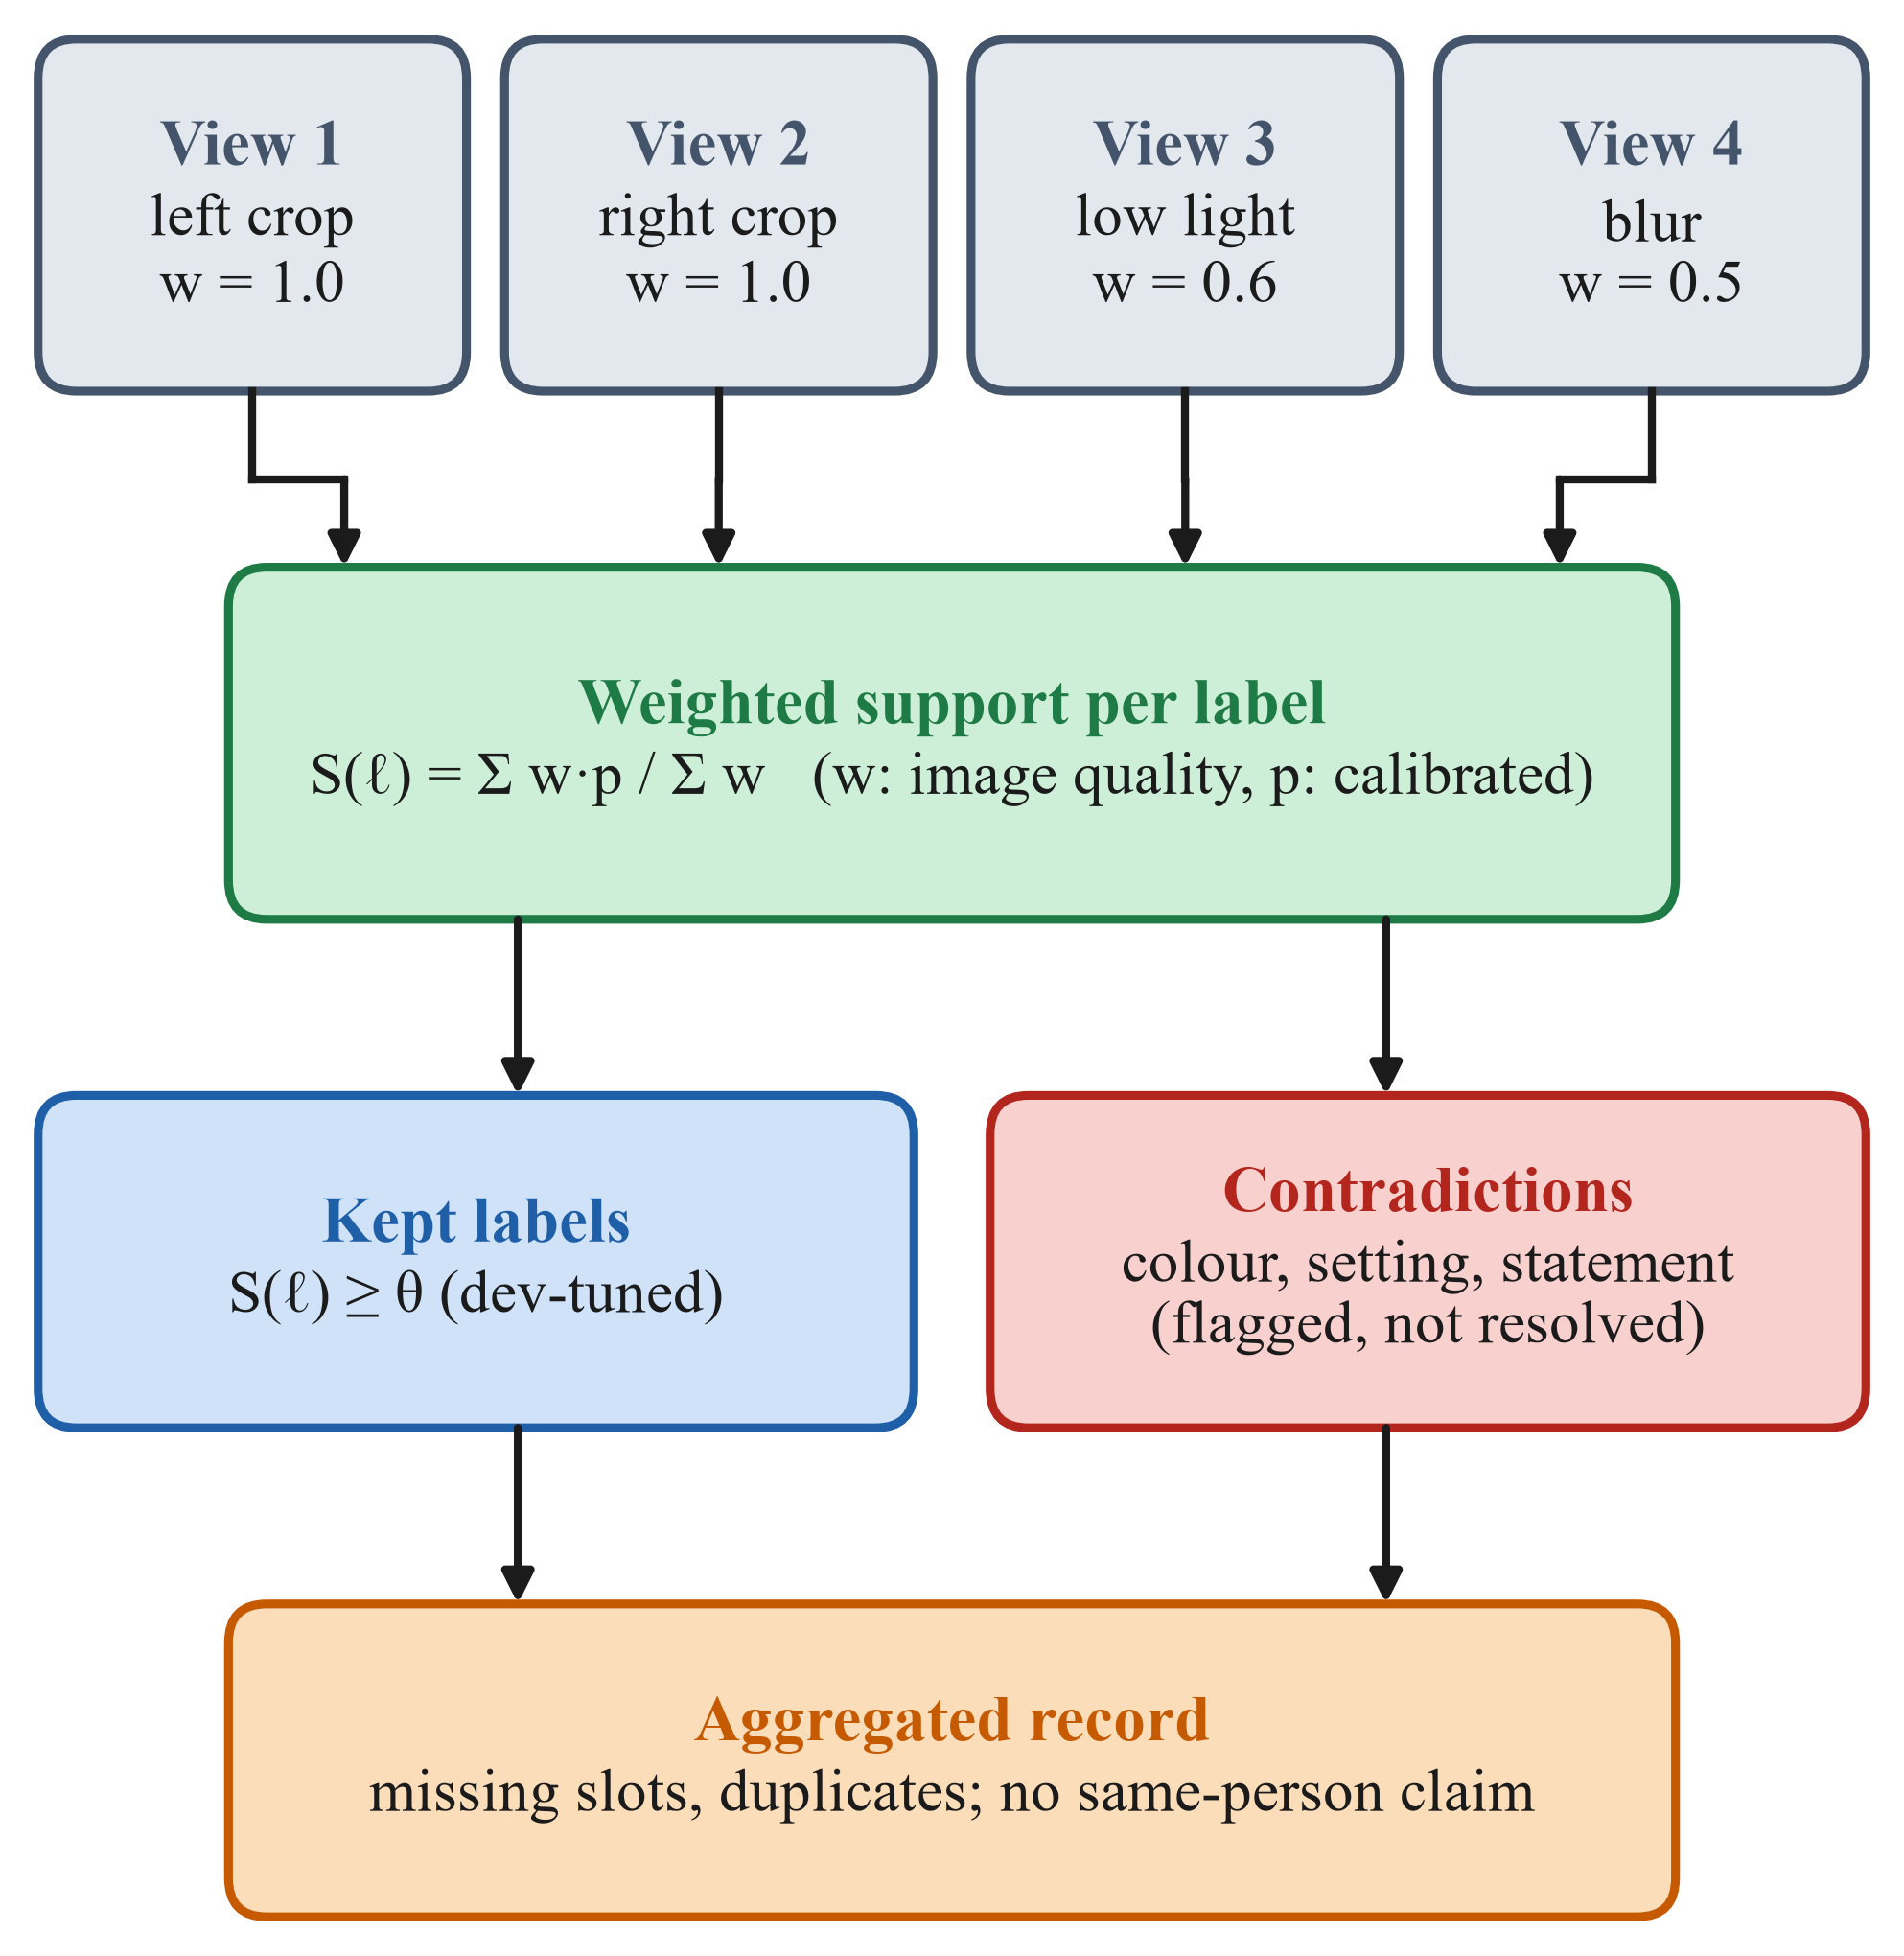 View 1
left crop
w = 1.0
View 2
right crop
w = 1.0
View 3
low light
w = 0.6
View 4
blur
w = 0.5
Weighted support per label
S(ℓ) = Σ w·p / Σ w (w: image quality, p: calibrated)
Kept labels
S(ℓ) ≥ θ (dev-tuned)
Contradictions
colour, setting, statement
(flagged, not resolved)
Aggregated record
missing slots, duplicates; no same-person claim